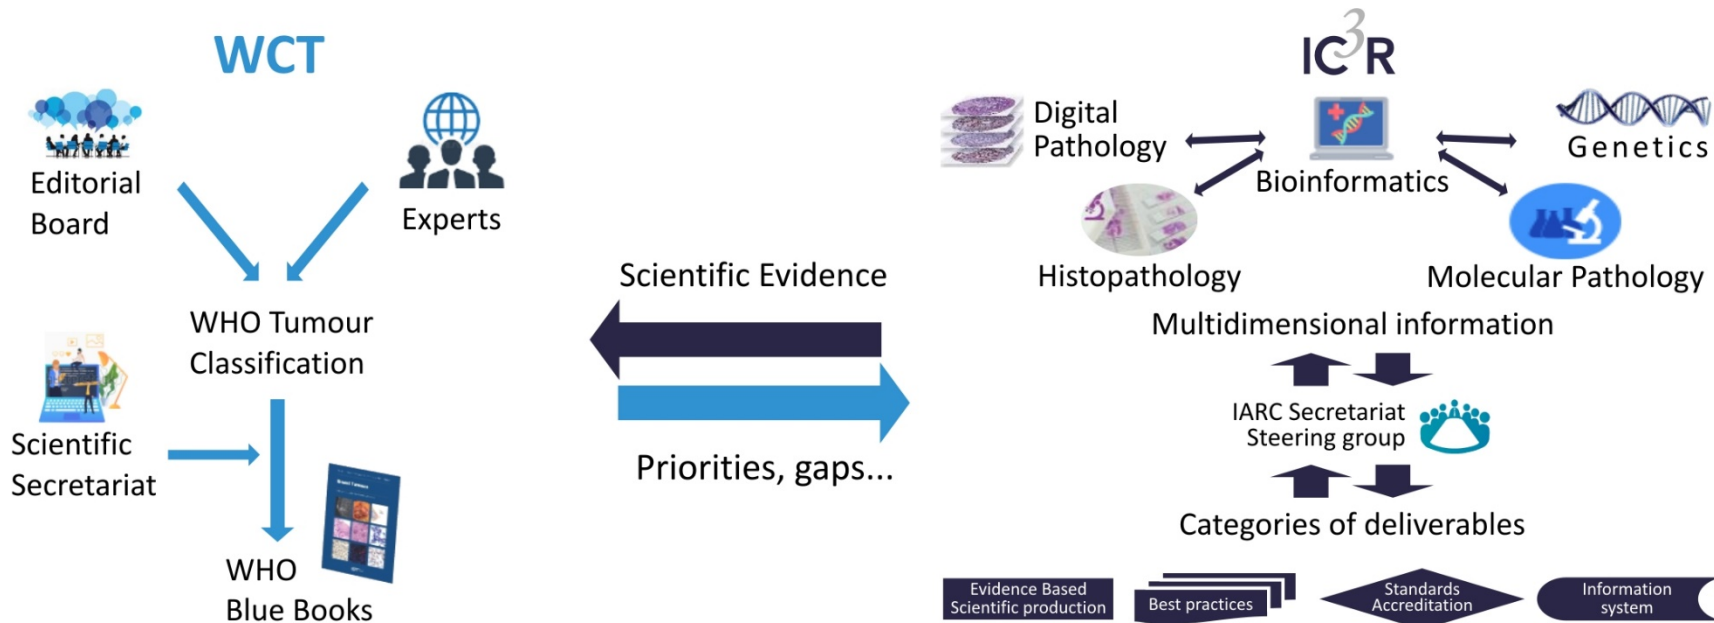 WCT
Editorial
Board
Experts
WHO Tumour
Classification
Scientific
Secretariat
WHO
Blue Books
Scientific Evidence
Priorities, gaps...
IC3R
Digital
Pathology
Bioinformatics
Genetics
Histopathology
Molecular Pathology
Multidimensional information
IARC Secretariat
Steering group
Categories of deliverables
Evidence Based
Scientific production
Best practices
Standards
Accreditation
Information
system